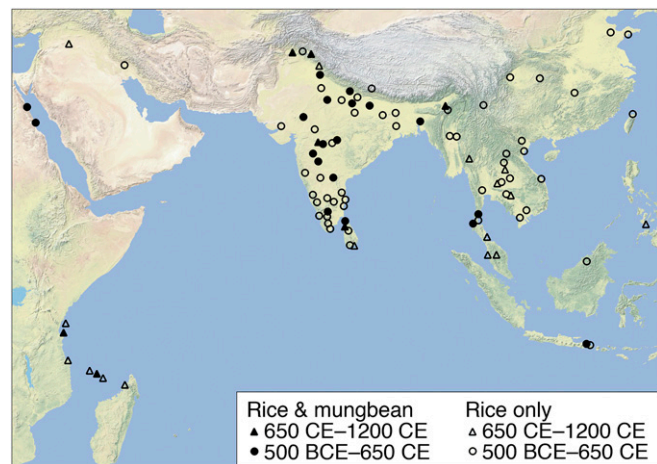 Rice & mungbean Rice only
▲ 650 CE–1200 CE △ 650 CE–1200 CE
● 500 BCE–650 CE ○ 500 BCE–650 CE